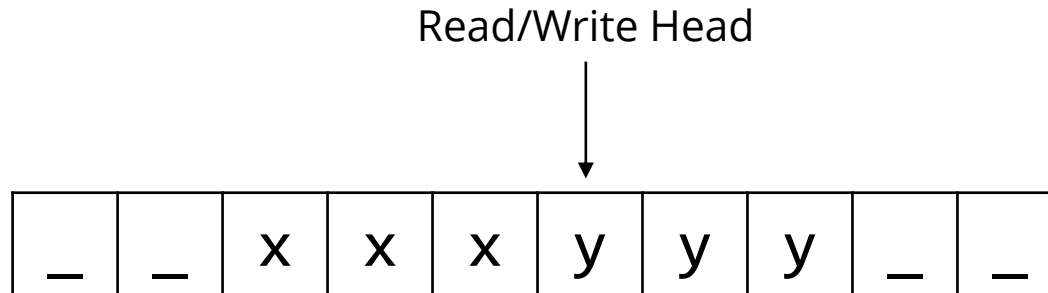 Read/Write Head
_ _ x x x y y y _ _